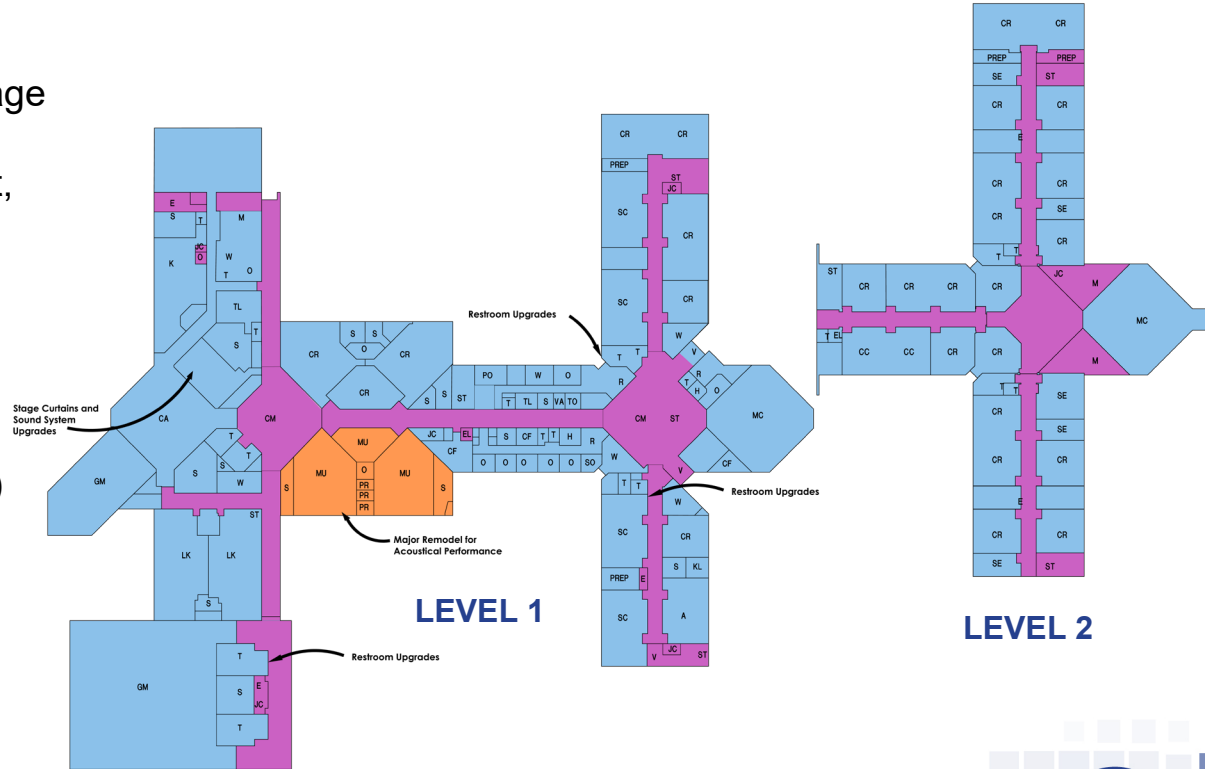 age
t,
)
CR CR
PREP PREP
SE ST
CR CR
E
CR CR
SE
CR
CR
T T
ST CR CR CR CR
JC M
MC
T EL CC CC CR CR
M
T T
CR SE
SE
CR CR
E
CR CR
SE ST
LEVEL 2
E
S T M
JC
O
K W
T O
TL
T
S
Stage Curtains and
Sound System
Upgrades
CA
CM
T
T
S
S
W
GM
ST
LK LK
S
T
Restroom Upgrades
GM
S E
JC
T
CR S S CR
O
CR
S S ST
MU
MU O MU
PR
S PR S
PR
Major Remodel for
Acoustical Performance
PO W O
T TL S VA TO
R
JC EL S CF T T H R
CF
O O O O O SO
W
Restroom Upgrades
CR CR
PREP ST
JC
SC
CR
SC CR
W
T T V
R
T H O
CM ST MC
CF
V
T T
Restroom Upgrades
W
SC CR
S KL
PREP E
SC A
JC
V ST
LEVEL 1